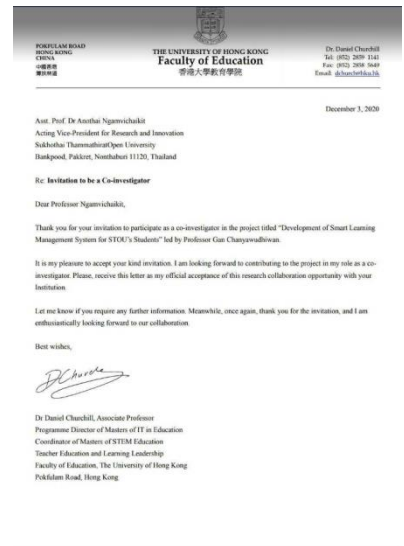 POKFULAM ROAD
HONG KONG
CHINA
中國香港
薄扶林道
THE UNIVERSITY OF HONG KONG
Faculty of Education
香港大學教育學院
Dr. Daniel Churchill
Tel: (852) 2859 1141
Fax: (852) 2858 5649
Email: dchurch@hku.hk
December 3, 2020
Asst. Prof. Dr Anothai Ngamvichaikit
Acting Vice-President for Research and Innovation
Sukhothai ThammathiratOpen University
Bankpood, Pakkret, Nonthaburi 11120, Thailand
Re: Invitation to be a Co-investigator
Dear Professor Ngamvichaikit,
Thank you for your invitation to participate as a co-investigator in the project titled "Development of Smart Learning
Management System for STOU's Students" led by Professor Gan Chanyawudhiwan.
It is my pleasure to accept your kind invitation. I am looking forward to contributing to the project in my role as a co-
investigator. Please, receive this letter as my official acceptance of this research collaboration opportunity with your
Institution.
Let me know if you require any further information. Meanwhile, once again, thank you for the invitation, and I am
enthusiastically looking forward to our collaboration.
Best wishes,
Dr Daniel Churchill, Associate Professor
Programme Director of Masters of IT in Education
Coordinator of Masters of STEM Education
Teacher Education and Learning Leadership
Faculty of Education, The University of Hong Kong
Pokfulam Road, Hong Kong